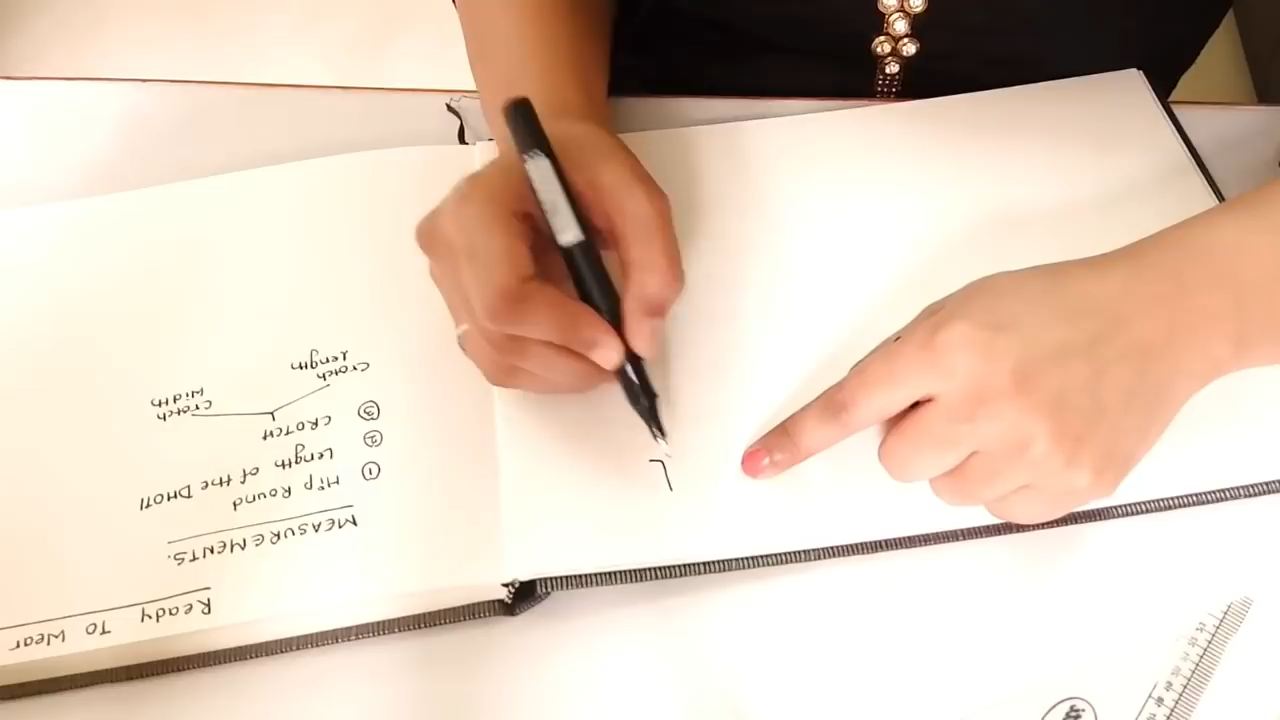 Ready To Wear
MEASUREMENTS.
① Hip Round
② Length of the DHOTI
③ CROTCH
Crotch Width
Crotch Length